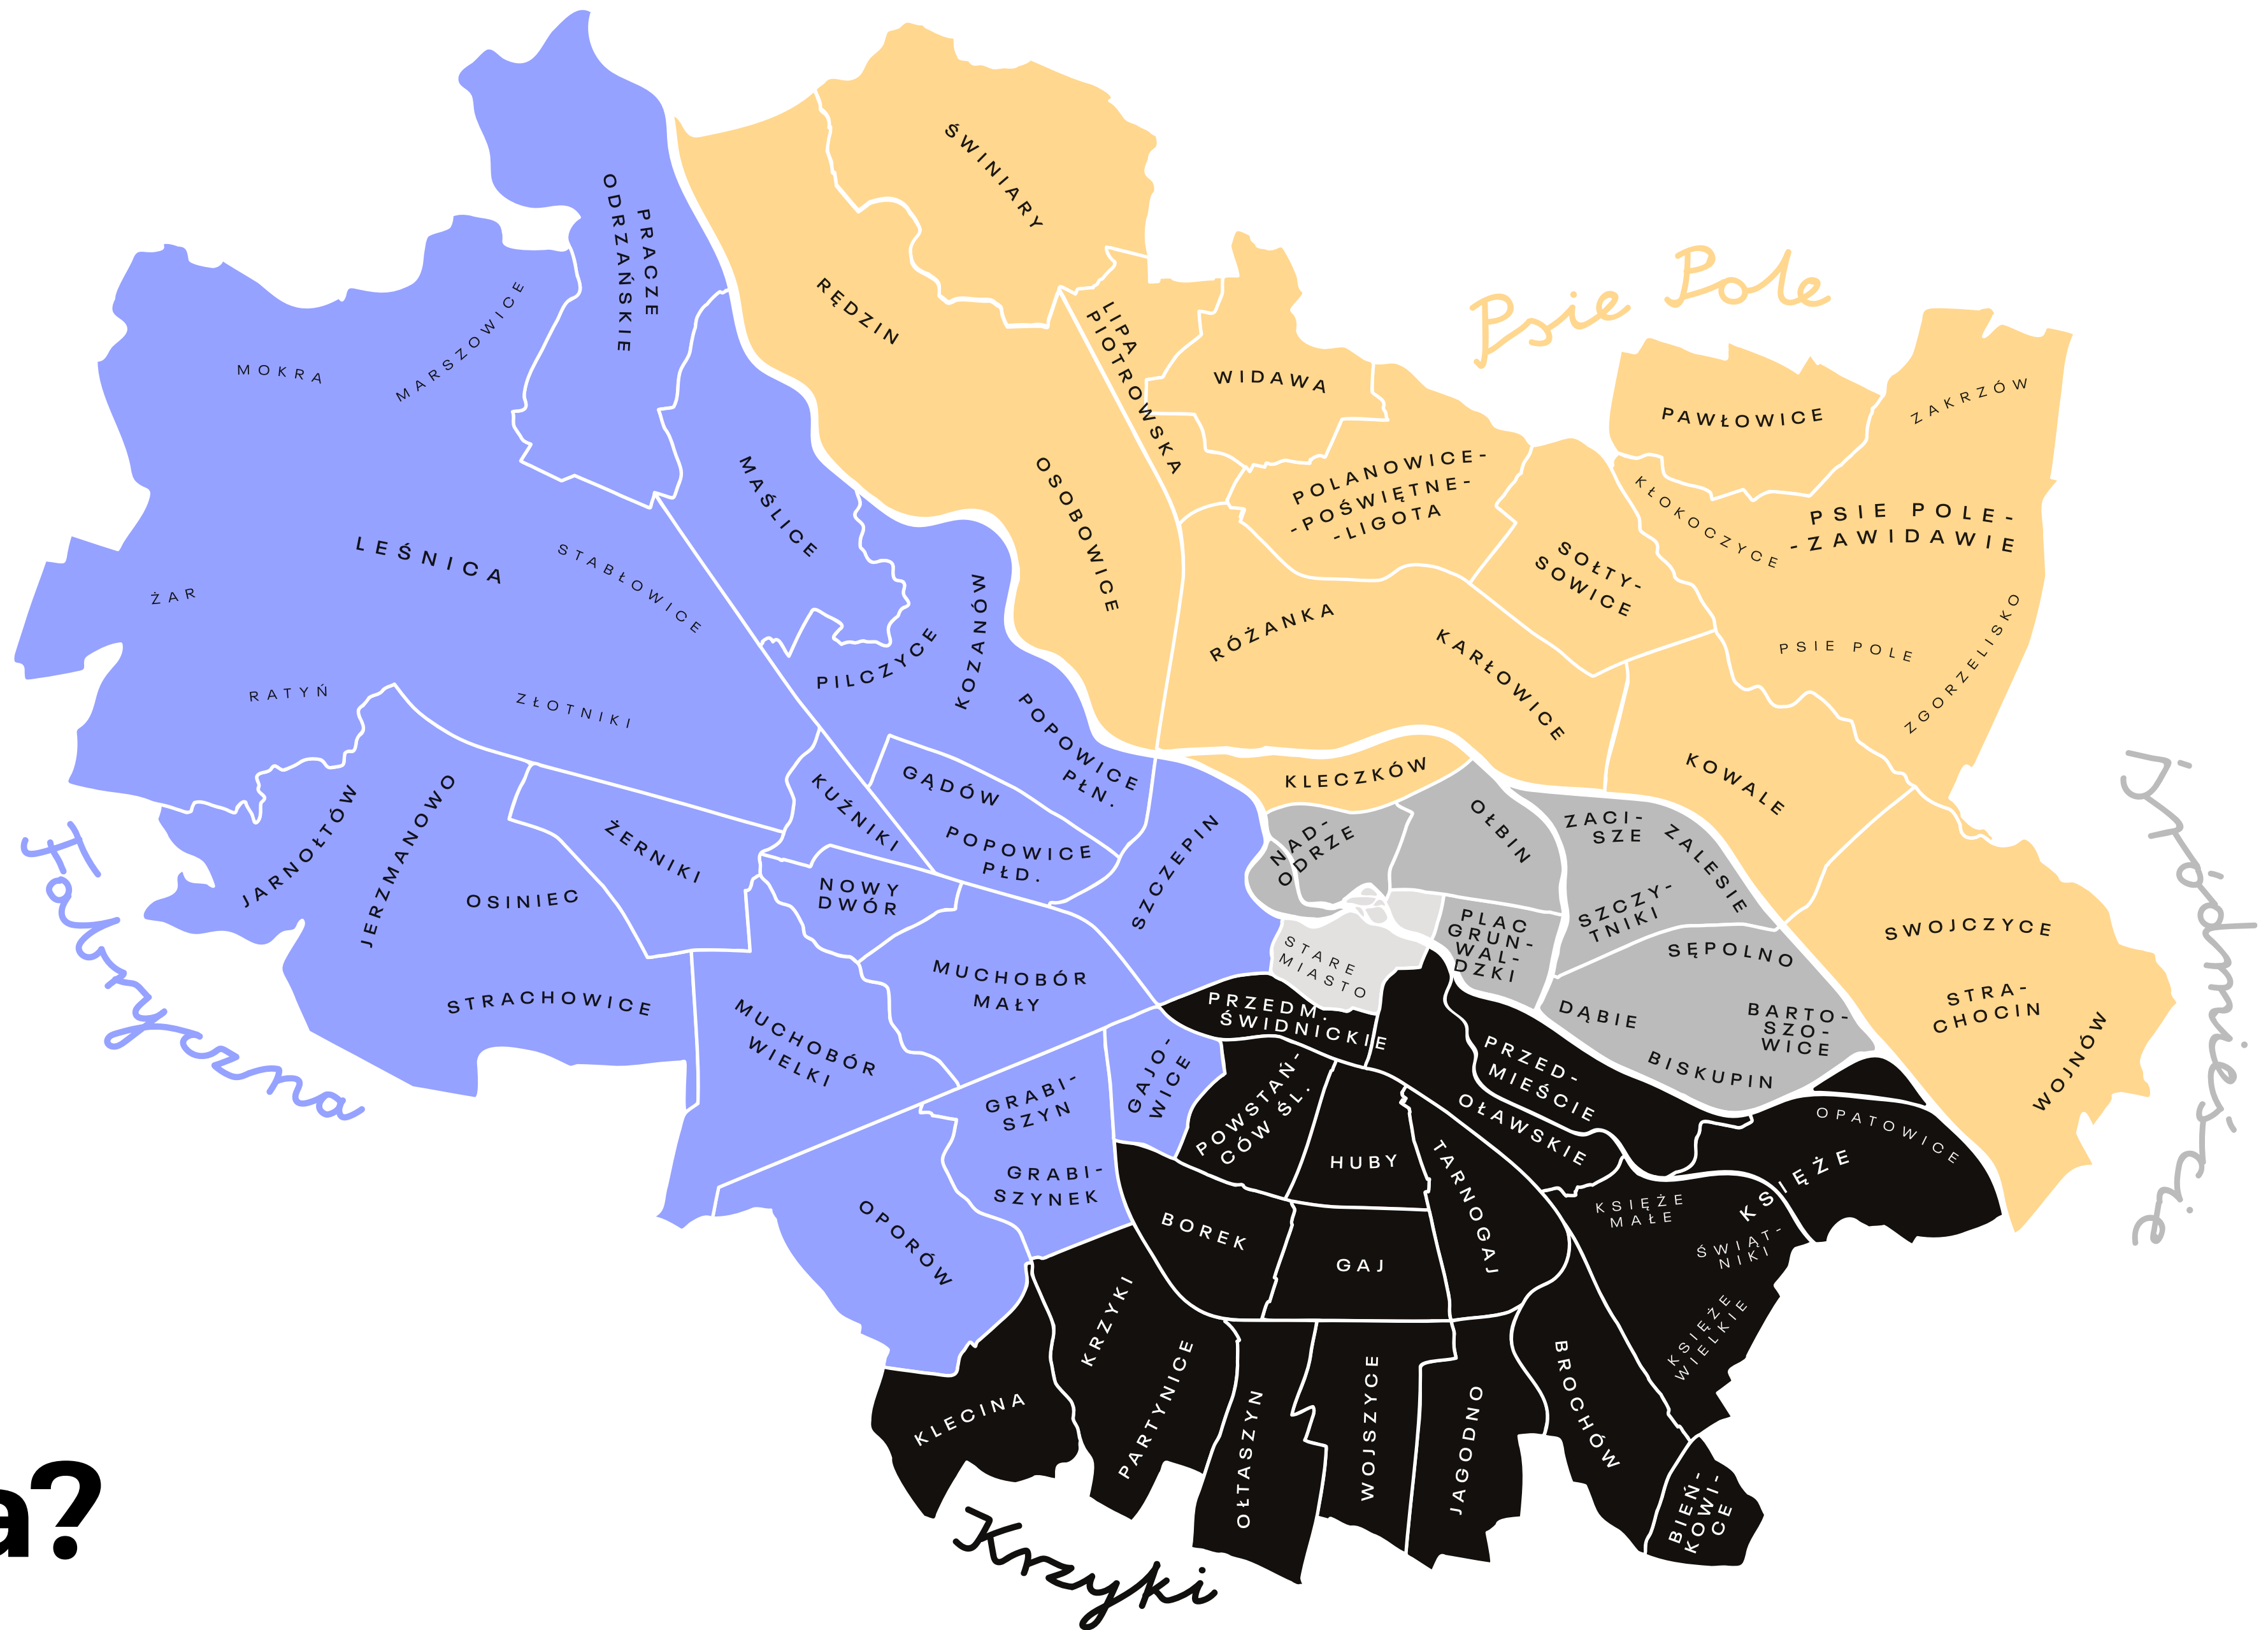 ŚWINIARY
PRACZE
ODRZAŃSKIE
RĘDZIN
Psie Pole
LIPA
PIOTROWSKA
WIDAWA
MOKRA
MARSZOWICE
PAWŁOWICE
ZAKRZÓW
MAŚLICE
OSOBOWICE
POLANOWICE-
-POŚWIĘTNE-
-LIGOTA
KŁOKOCZYCE
PSIE POLE-
-ZAWIDAWIE
LEŚNICA
STABŁOWICE
SOŁTY-
SOWICE
ŻAR
PILCZYCE
KOZANÓW
RÓŻANKA
KARŁOWICE
PSIE POLE
ZGORZELISKO
RATYŃ
ZŁOTNIKI
POPOWICE
PŁN.
KLECZKÓW
KOWALE
JARNOŁTÓW
JERZMANOWO
ŻERNIKI
KUŹNIKI
GĄDÓW
POPOWICE
PŁD.
SZCZEPIN
NAD-
ODRZE
OŁBIN
ZACI-
SZE
ZALESIE
Śródmieście
Fabryczna
OSINIEC
NOWY
DWÓR
PLAC
GRUN-
WAL-
DZKI
SZCZY-
TNIKI
SĘPOLNO
SWOJCZYCE
STRACHOWICE
MUCHOBÓR
MAŁY
STARE
MIASTO
DĄBIE
BARTO-
SZO-
WICE
STRA-
CHOCIN
MUCHOBÓR
WIELKI
PRZEDM.
ŚWIDNICKIE
BISKUPIN
WOJNÓW
GRABI-
SZYN
GAJO-
WICE
POWSTAŃ-
CÓW ŚL.
PRZED-
MIEŚCIE
OŁAWSKIE
OPATOWICE
GRABI-
SZYNEK
HUBY
TARNOGAJ
KSIĘŻE
KSIĘŻE
MAŁE
OPORÓW
BOREK
GAJ
ŚWIĄT-
NIKI
KRZYKI
PARTYNICE
KSIĘŻE
WIELKIE
KLECINA
OŁTASZYN
WOJSZYCE
JAGODNO
BROCHÓW
BIEŃ-
KOWI-
CE
Krzyki
a?